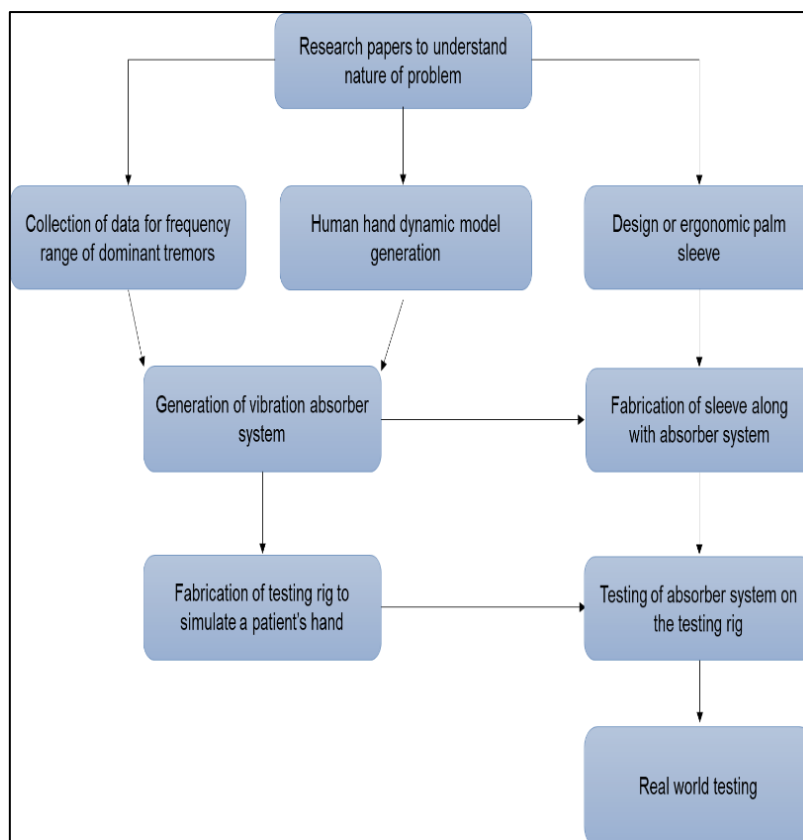 Research papers to understand
nature of problem
Collection of data for frequency
range of dominant tremors
Human hand dynamic model
generation
Design or ergonomic palm
sleeve
Generation of vibration absorber
system
Fabrication of sleeve along
with absorber system
Fabrication of testing rig to
simulate a patient's hand
Testing of absorber system on
the testing rig
Real world testing